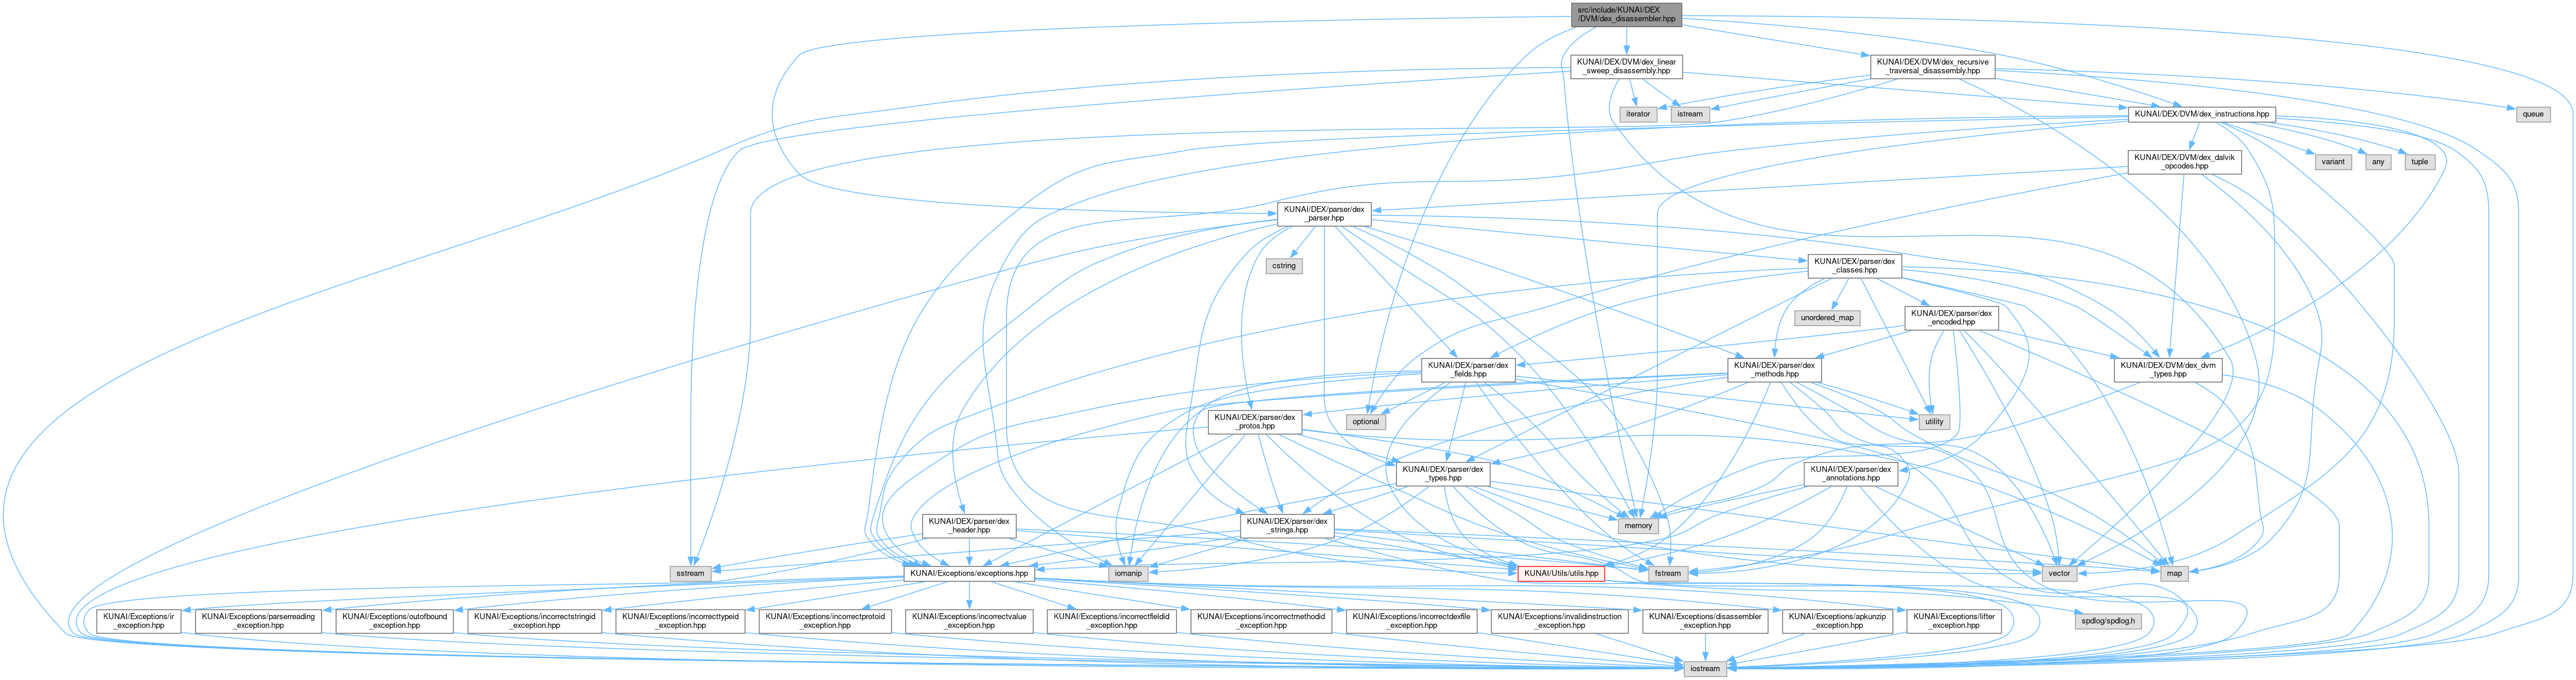 src/include/KUNAI/DEX
/DVM/dex_disassembler.hpp
KUNAI/DEX/DVM/dex_linear
_sweep_disassembly.hpp
KUNAI/DEX/DVM/dex_recursive
_traversal_disassembly.hpp
iterator
istream
KUNAI/DEX/DVM/dex_instructions.hpp
queue
KUNAI/DEX/DVM/dex_dalvik
_opcodes.hpp
variant
any
tuple
KUNAI/DEX/parser/dex
_parser.hpp
cstring
KUNAI/DEX/parser/dex
_classes.hpp
unordered_map
KUNAI/DEX/parser/dex
_encoded.hpp
KUNAI/DEX/parser/dex
_fields.hpp
KUNAI/DEX/parser/dex
_methods.hpp
KUNAI/DEX/DVM/dex_dvm
_types.hpp
KUNAI/DEX/parser/dex
_protos.hpp
optional
utility
KUNAI/DEX/parser/dex
_types.hpp
KUNAI/DEX/parser/dex
_annotations.hpp
KUNAI/DEX/parser/dex
_header.hpp
KUNAI/DEX/parser/dex
_strings.hpp
memory
sstream
KUNAI/Exceptions/exceptions.hpp
iomanip
KUNAI/Utils/utils.hpp
fstream
vector
map
KUNAI/Exceptions/ir
_exception.hpp
KUNAI/Exceptions/parserreading
_exception.hpp
KUNAI/Exceptions/outofbound
_exception.hpp
KUNAI/Exceptions/incorrectstringid
_exception.hpp
KUNAI/Exceptions/incorrecttypeid
_exception.hpp
KUNAI/Exceptions/incorrectprotoid
_exception.hpp
KUNAI/Exceptions/incorrectvalue
_exception.hpp
KUNAI/Exceptions/incorrectfieldid
_exception.hpp
KUNAI/Exceptions/incorrectmethodid
_exception.hpp
KUNAI/Exceptions/incorrectdexfile
_exception.hpp
KUNAI/Exceptions/invalidinstruction
_exception.hpp
KUNAI/Exceptions/disassembler
_exception.hpp
KUNAI/Exceptions/apkunzip
_exception.hpp
KUNAI/Exceptions/lifter
_exception.hpp
spdlog/spdlog.h
iostream